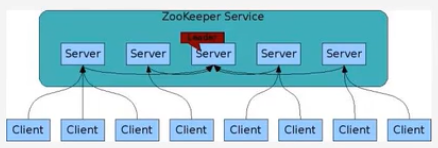 ZooKeeper Service
Leader
Server Server Server Server Server
Client Client Client Client Client Client Client Client